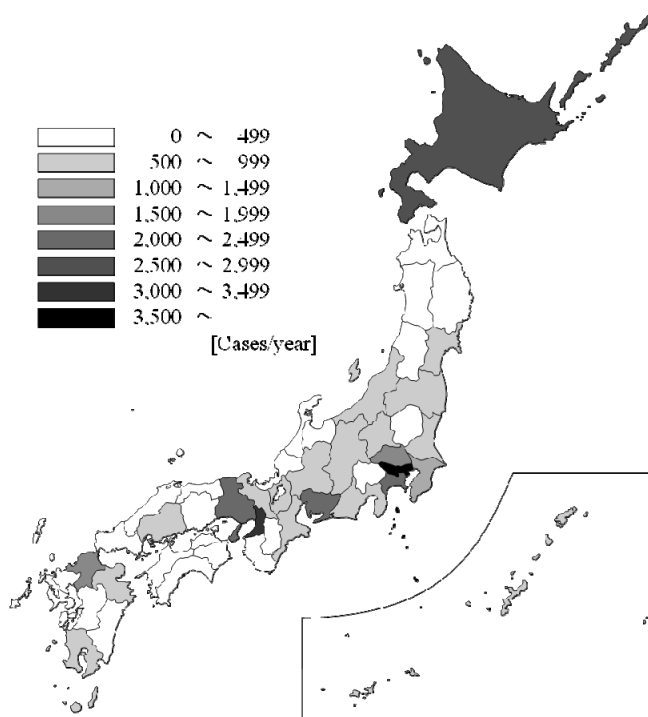 0 ~ 499
500 ~ 999
1,000 ~ 1,499
1,500 ~ 1,999
2,000 ~ 2,499
2,500 ~ 2,999
3,000 ~ 3,499
3,500 ~
[Cases/year]